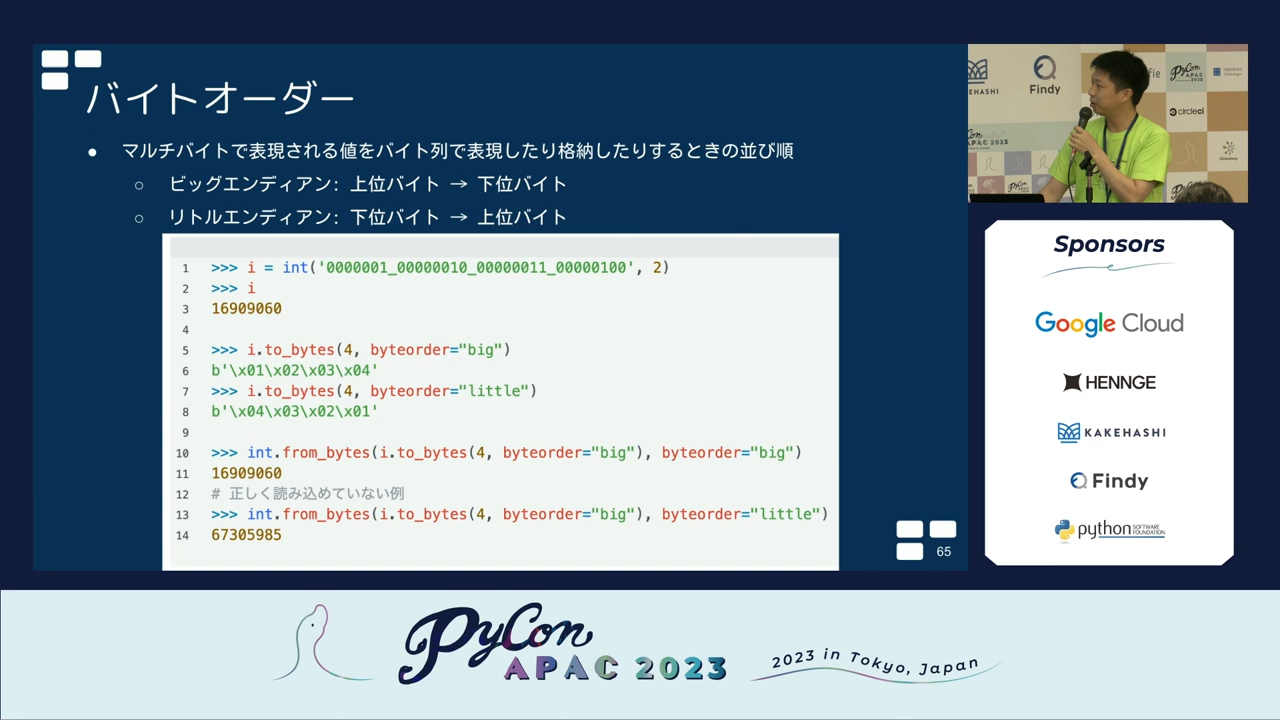 バイトオーダー
● マルチバイトで表現される値をバイト列で表現したり格納したりするときの並び順
○ ビッグエンディアン: 上位バイト → 下位バイト
○ リトルエンディアン: 下位バイト → 上位バイト
1 >>> i = int('0000001_00000010_00000011_00000100', 2)
2 >>> i
3 16909060
4
5 >>> i.to_bytes(4, byteorder="big")
6 b'\x01\x02\x03\x04'
7 >>> i.to_bytes(4, byteorder="little")
8 b'\x04\x03\x02\x01'
9
10 >>> int.from_bytes(i.to_bytes(4, byteorder="big"), byteorder="big")
11 16909060
12 # 正しく読み込めていない例
13 >>> int.from_bytes(i.to_bytes(4, byteorder="big"), byteorder="little")
14 67305985
65
Findy
PyCon
APAC
2023
circleci
Sponsors
Google Cloud
HENNGE
KAKEHASHI
Findy
python SOFTWARE FOUNDATION
PyCon
APAC 2023
2023 in Tokyo, Japan